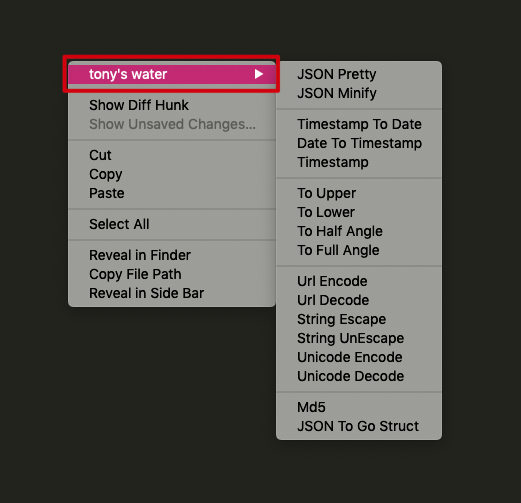 tony's water
Show Diff Hunk
Show Unsaved Changes...
Cut
Copy
Paste
Select All
Reveal in Finder
Copy File Path
Reveal in Side Bar
JSON Pretty
JSON Minify
Timestamp To Date
Date To Timestamp
Timestamp
To Upper
To Lower
To Half Angle
To Full Angle
Url Encode
Url Decode
String Escape
String UnEscape
Unicode Encode
Unicode Decode
Md5
JSON To Go Struct